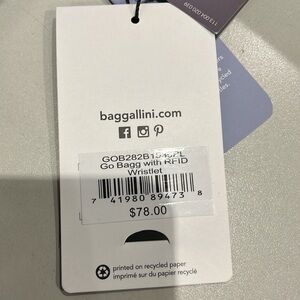 baggallini.com
Go Bagg with RFID
Wristlet
7 41980 89473 8
$78.00
printed on recycled paper
imprimé sur du papier recyclé